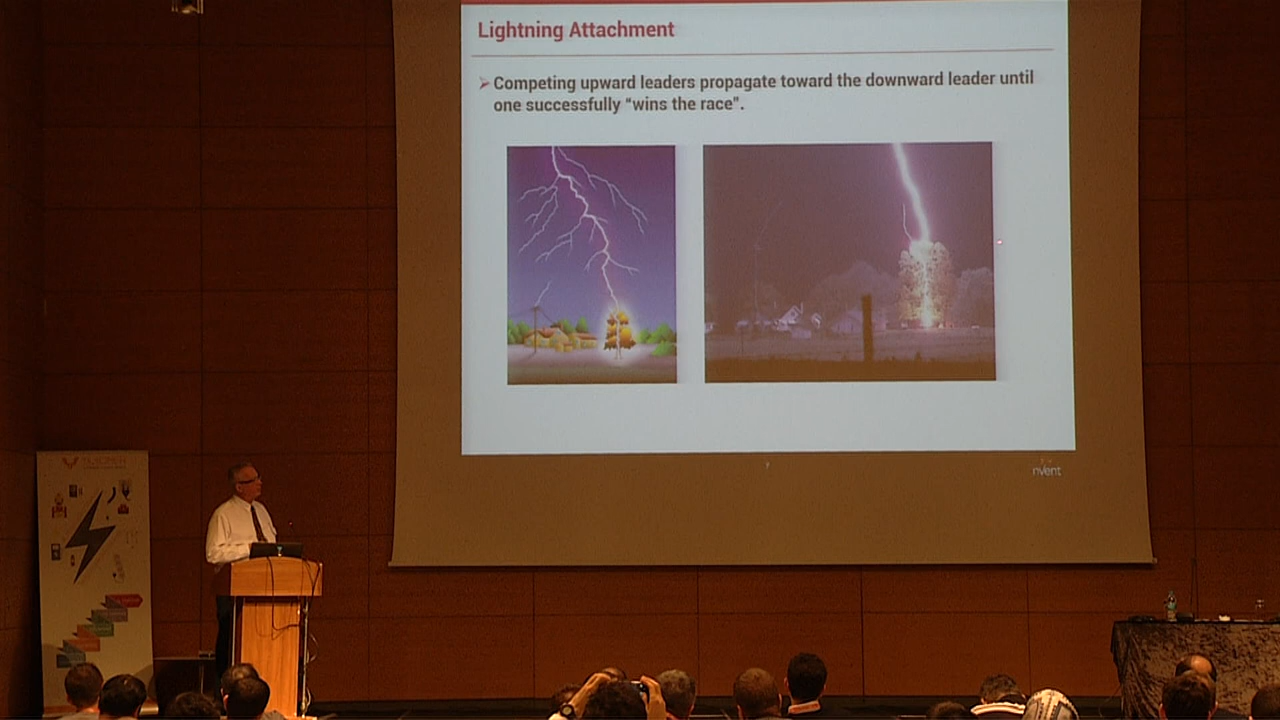 Lightning Attachment
Competing upward leaders propagate toward the downward leader until
one successfully “wins the race”.
nvent